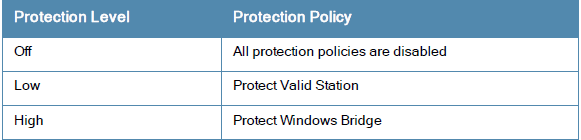 Protection Level Protection Policy
Off All protection policies are disabled
Low Protect Valid Station
High Protect Windows Bridge